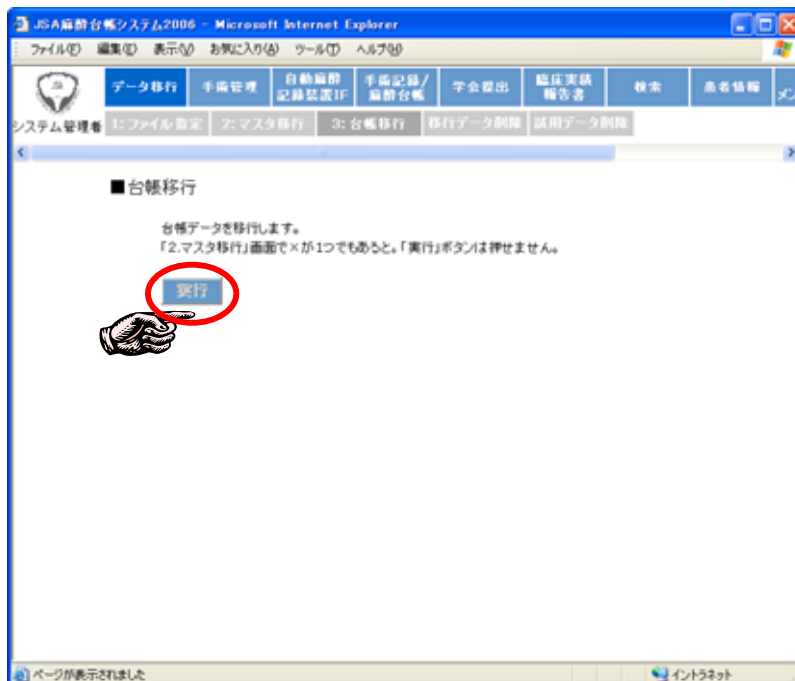 JSA麻酔台帳システム2006 - Microsoft Internet Explorer
ファイル(F) 編集(E) 表示(V) お気に入り(A) ツール(T) ヘルプ(H)
データ移行 手術管理 自動麻酔記録装置IF 手術記録/麻酔台帳 学会提出 臨床実績報告書 検索 患者情報 メン
システム管理者 1:ファイル指定 2:マスタ移行 3:台帳移行 移行データ削除 試用データ削除
■台帳移行
台帳データを移行します。
「2.マスタ移行」画面で×が1つでもあると、「実行」ボタンは押せません。
実行
ページが表示されました イントラネット